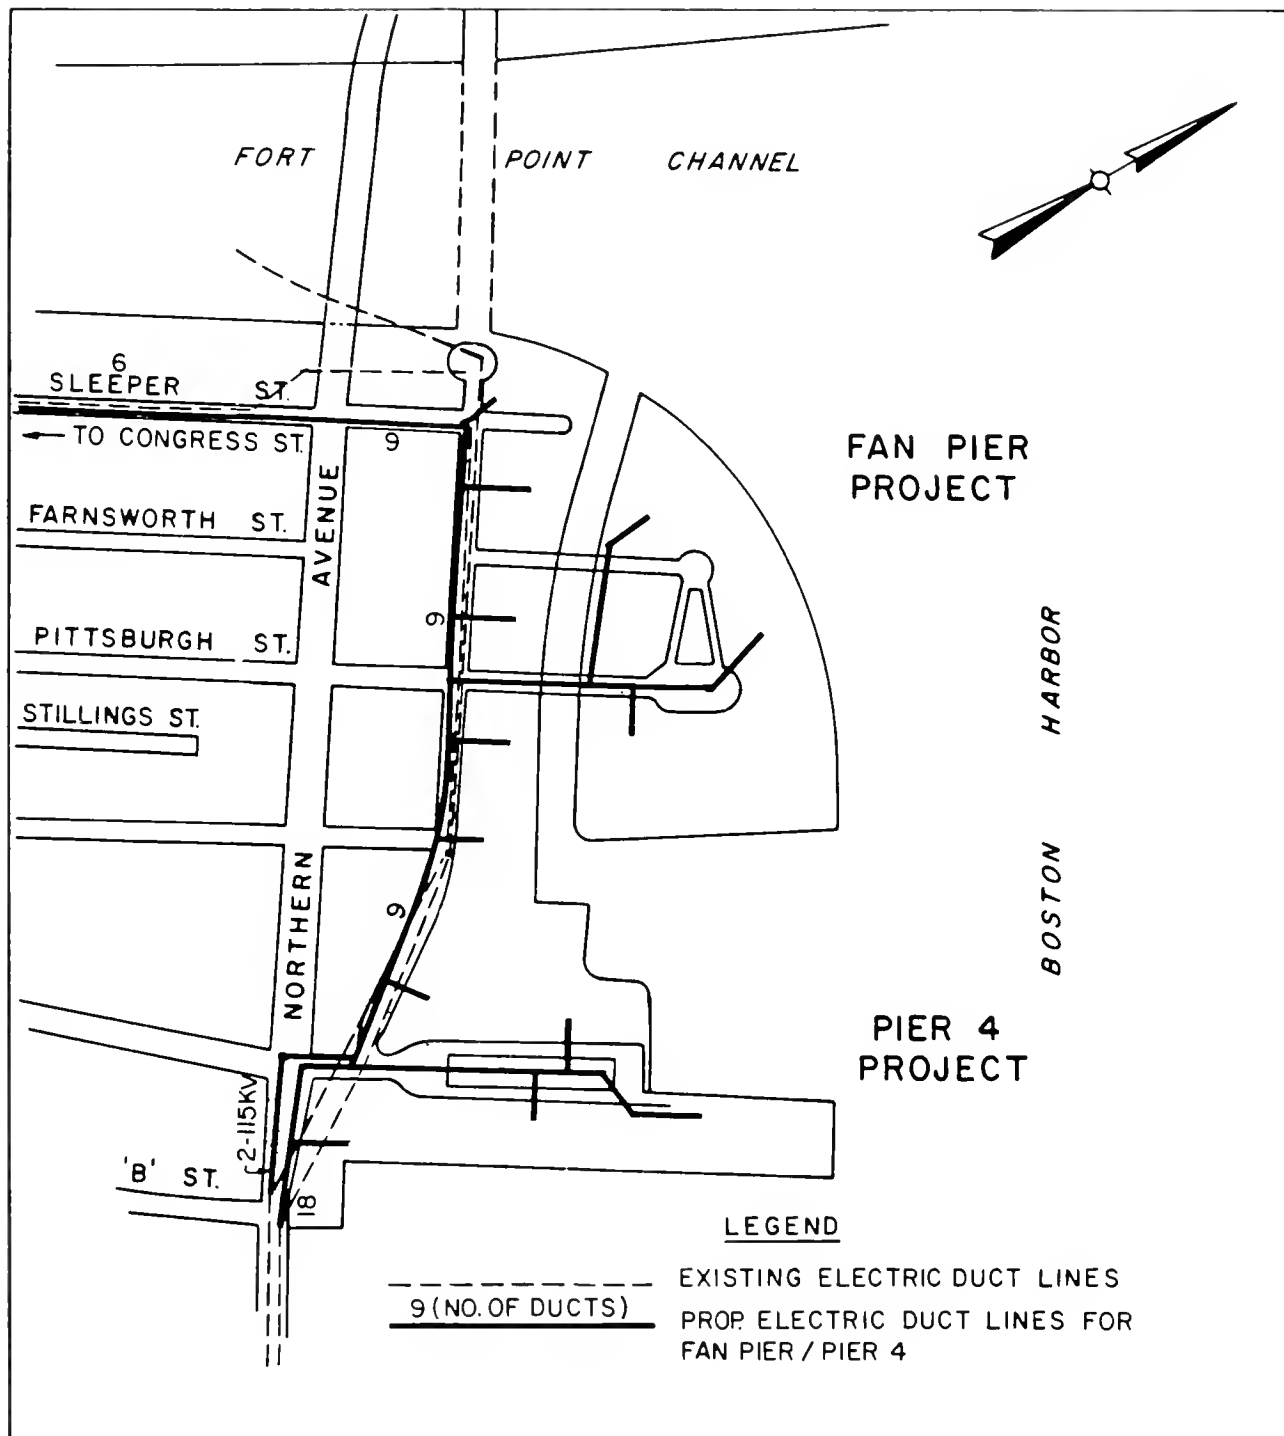 FORT POINT CHANNEL
6
SLEEPER ST.
TO CONGRESS ST.
9
FAN PIER
PROJECT
FARNSWORTH ST.
AVENUE
9
PITTSBURGH ST.
HARBOR
STILLINGS ST.
NORTHERN
9
BOSTON
PIER 4
PROJECT
2-115KV
'B' ST.
18
LEGEND
EXISTING ELECTRIC DUCT LINES
9 (NO. OF DUCTS)
PROP. ELECTRIC DUCT LINES FOR
FAN PIER / PIER 4